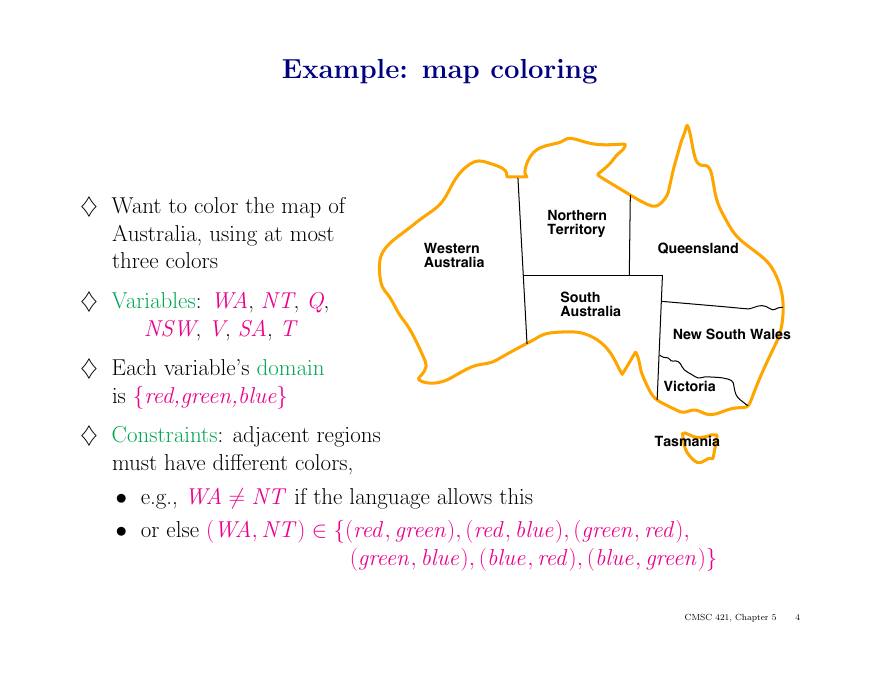 Example: map coloring
♢ Want to color the map of
Australia, using at most
three colors
♢ Variables: WA, NT, Q,
NSW, V, SA, T
♢ Each variable's domain
is {red,green,blue}
♢ Constraints: adjacent regions
must have different colors,
• e.g., WA ≠ NT if the language allows this
• or else (WA, NT) ∈ {(red, green), (red, blue), (green, red),
(green, blue), (blue, red), (blue, green)}
Western
Australia
Northern
Territory
South
Australia
Queensland
New South Wales
Victoria
Tasmania
CMSC 421, Chapter 5 4